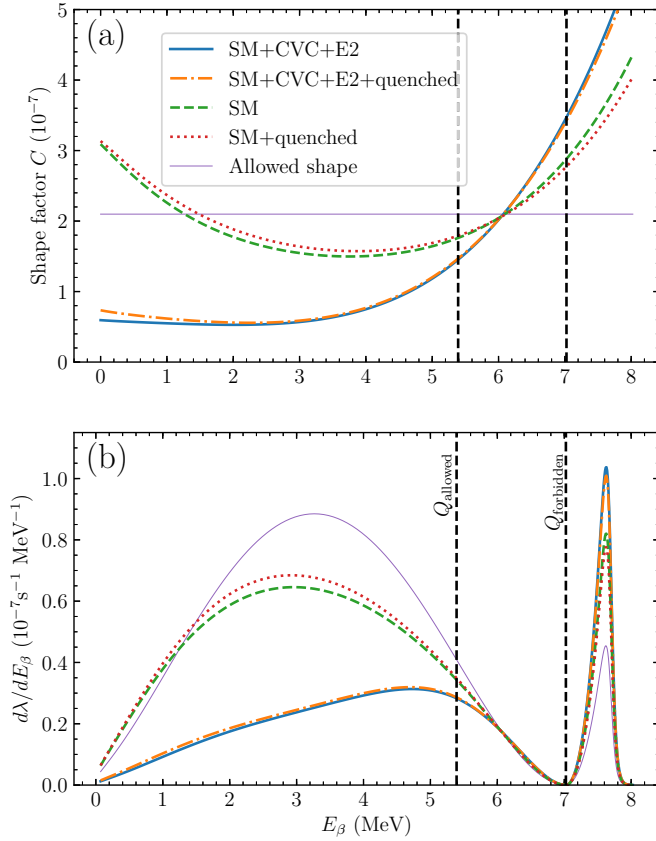 (a)
SM+CVC+E2
SM+CVC+E2+quenched
SM
SM+quenched
Allowed shape
Shape factor C (10⁻⁷)
5
4
3
2
1
0
0 1 2 3 4 5 6 7 8
(b)
Q_allowed
Q_forbidden
dλ/dE_β (10⁻⁷s⁻¹ MeV⁻¹)
1.0
0.8
0.6
0.4
0.2
0.0
0 1 2 3 4 5 6 7 8
E_β (MeV)